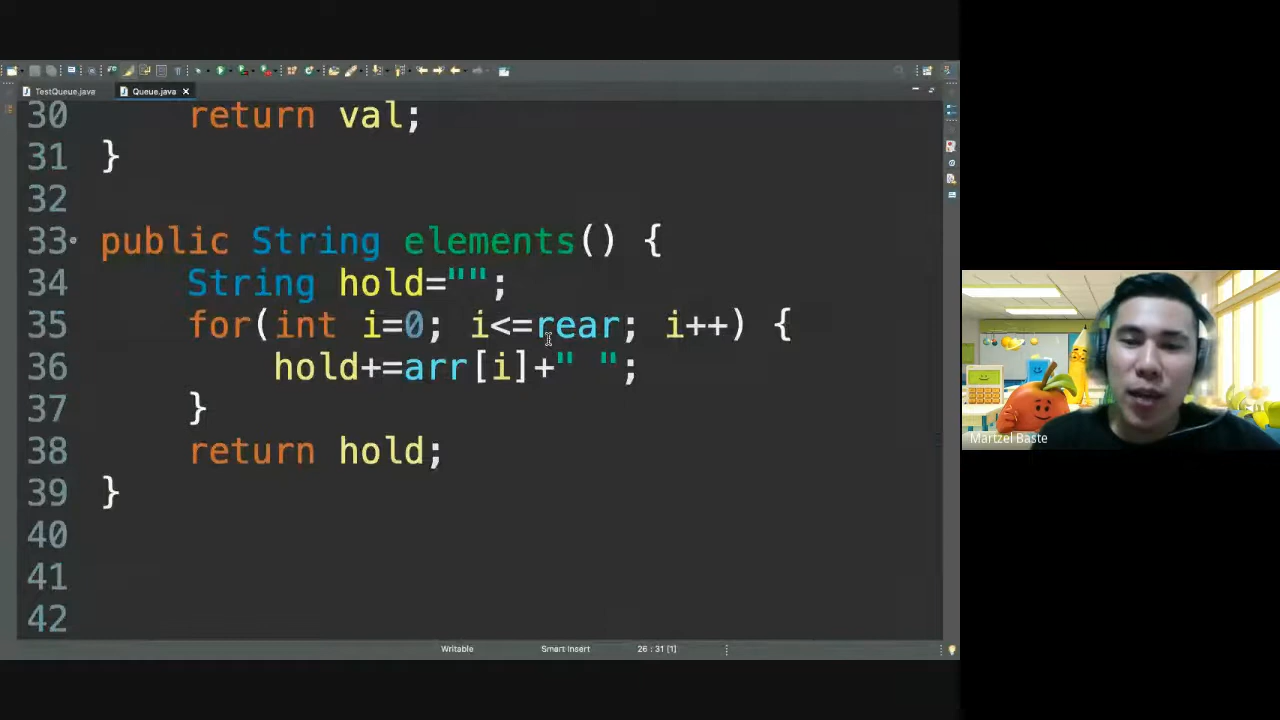 TestQueue.java
Queue.java
30 return val;
31 }
32
33 public String elements() {
34 String hold="";
35 for(int i=0; i<=rear; i++) {
36 hold+=arr[i]+" ";
37 }
38 return hold;
39 }
40
41
42
Writable Smart Insert 26 : 31 [1]
Martzel Baste